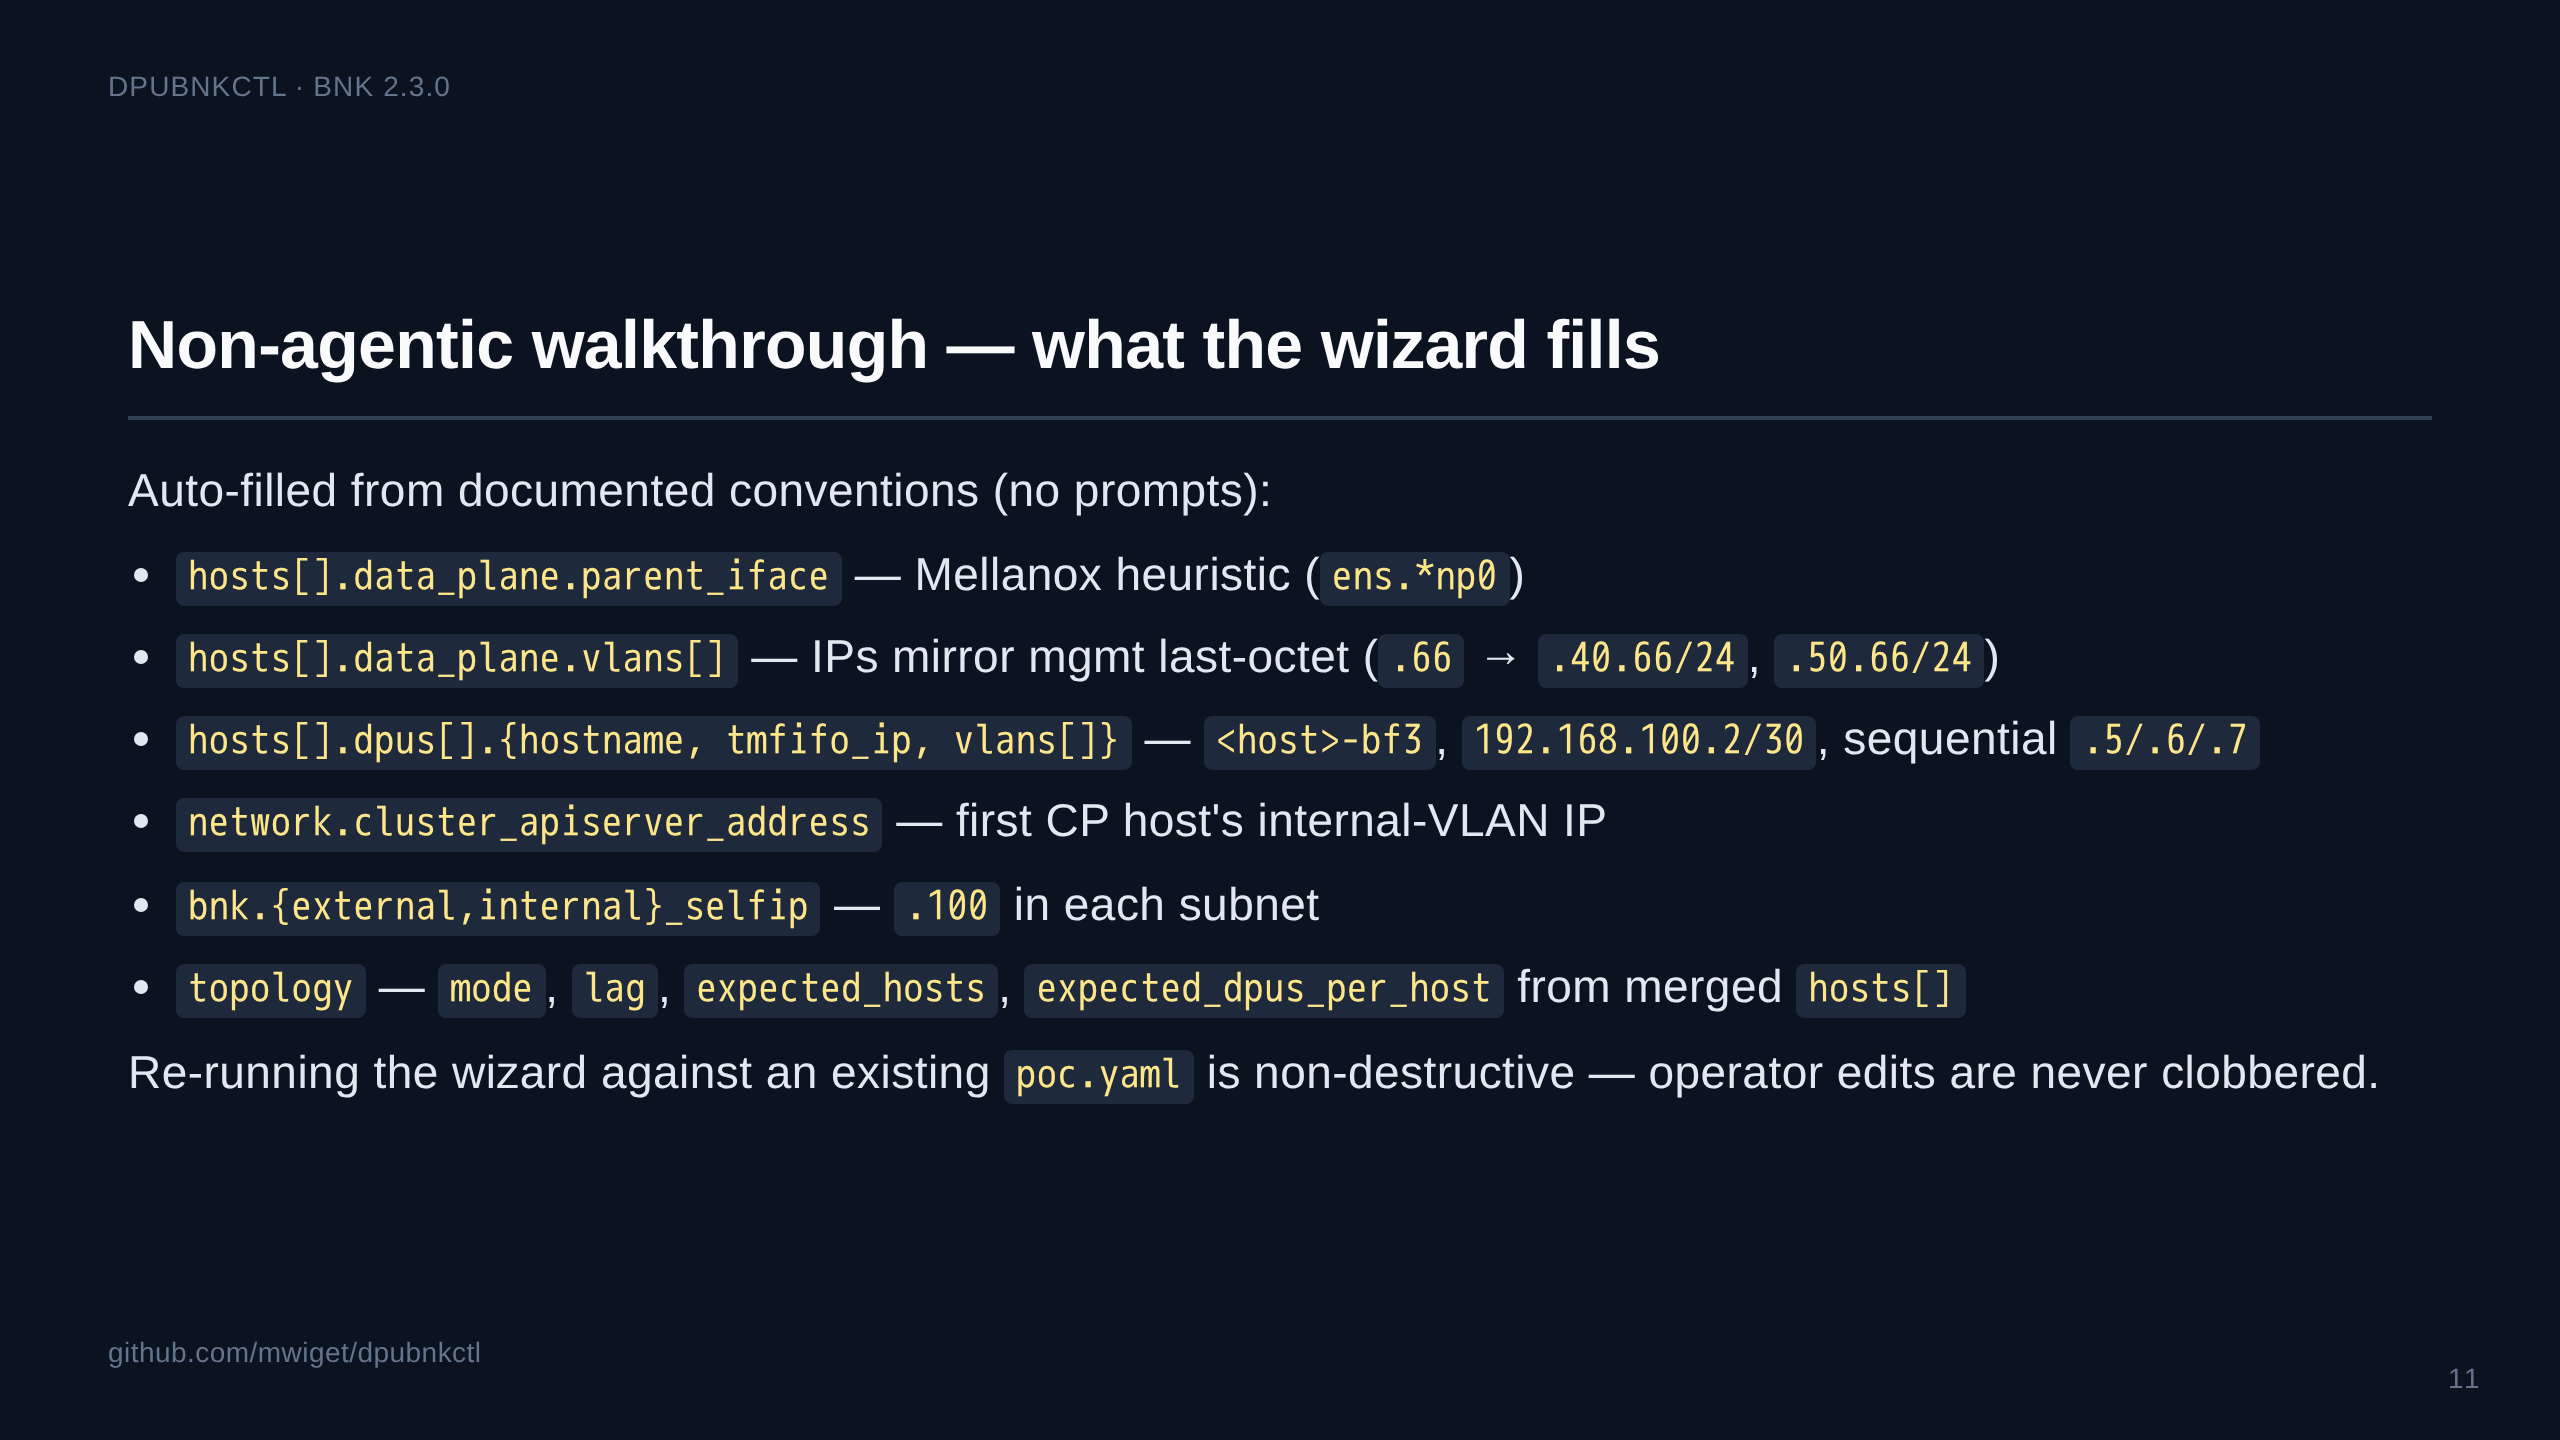 DPUBNKCTL · BNK 2.3.0
Non-agentic walkthrough — what the wizard fills
Auto-filled from documented conventions (no prompts):
• hosts[].data_plane.parent_iface — Mellanox heuristic (ens.*np0)
• hosts[].data_plane.vlans[] — IPs mirror mgmt last-octet (.66 → .40.66/24, .50.66/24)
• hosts[].dpus[].{hostname, tmfifo_ip, vlans[]} — <host>-bf3, 192.168.100.2/30, sequential .5/.6/.7
• network.cluster_apiserver_address — first CP host's internal-VLAN IP
• bnk.{external,internal}_selfip — .100 in each subnet
• topology — mode, lag, expected_hosts, expected_dpus_per_host from merged hosts[]
Re-running the wizard against an existing poc.yaml is non-destructive — operator edits are never clobbered.
github.com/mwiget/dpubnkctl
11